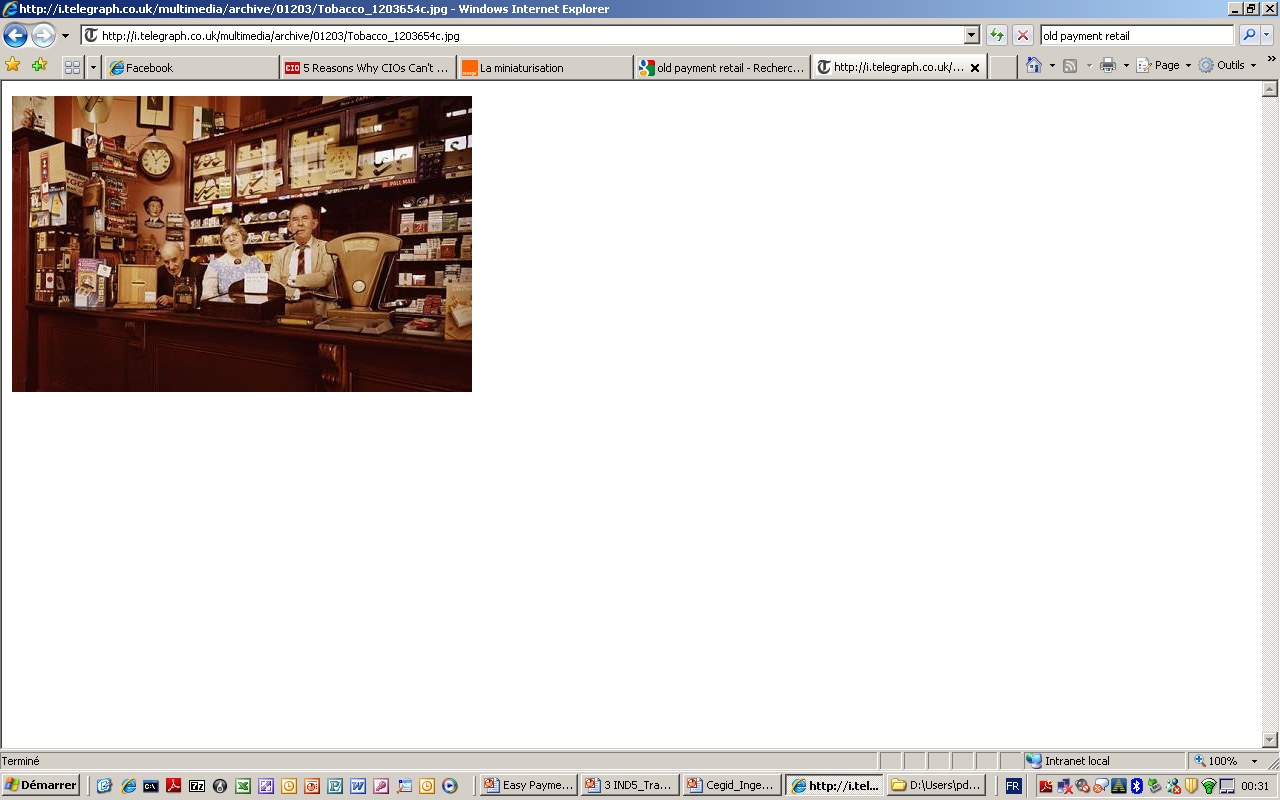 http://i.telegraph.co.uk/multimedia/archive/01203/Tobacco_1203654c.jpg - Windows Internet Explorer
http://i.telegraph.co.uk/multimedia/archive/01203/Tobacco_1203654c.jpg
old payment retail
Facebook
CIO 5 Reasons Why CIOs Can't ...
orange La miniaturisation
old payment retail - Recherc...
http://i.telegraph.co.uk/...
Page
Outils
PALL MALL
Terminé
Intranet local
100%
Démarrer
Easy Payme...
3 IND5_Tra...
Cegid_Inge...
http://i.tel...
D:\Users\pd...
FR
00:31